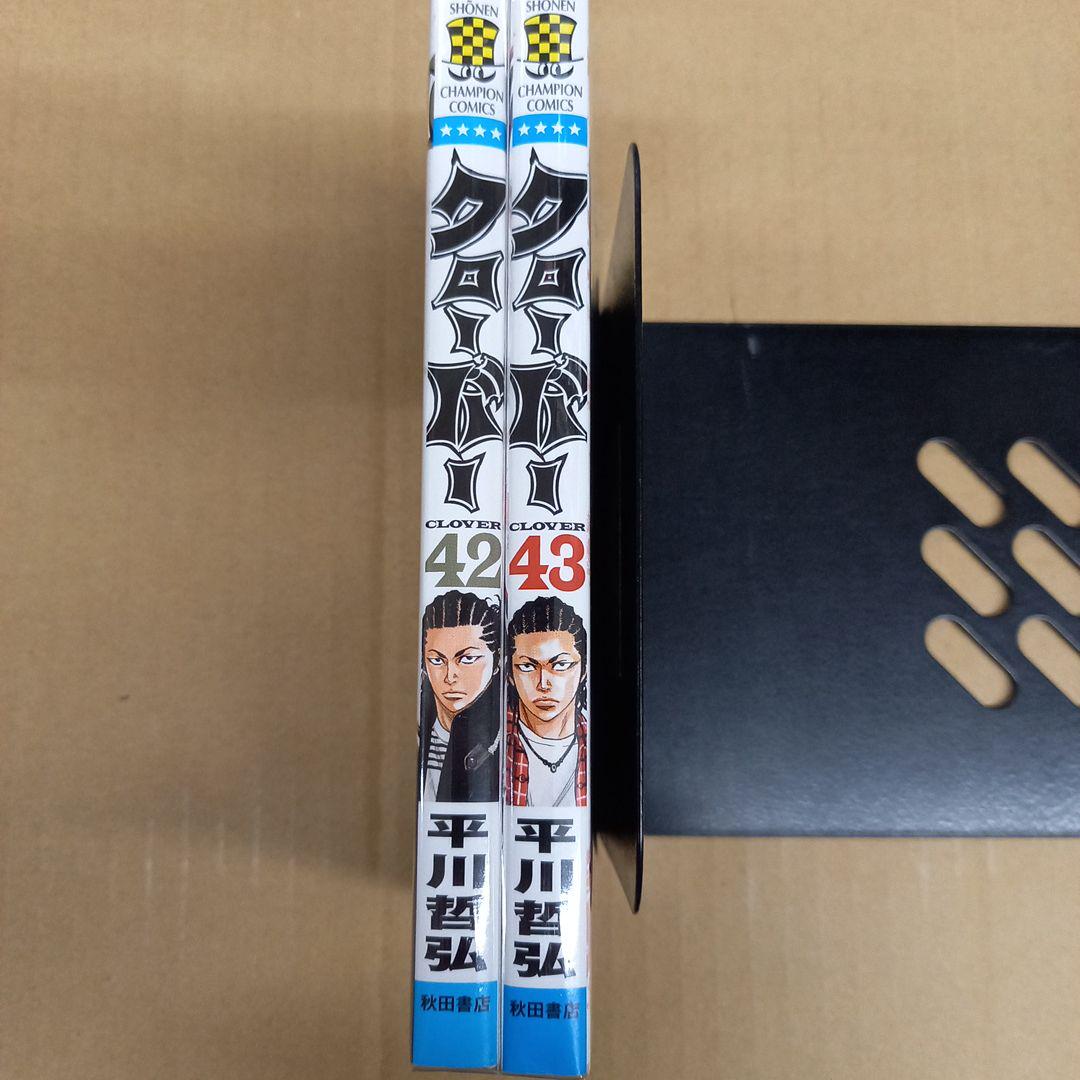 SHŌNEN
CHAMPION
COMICS
クローバー
CLOVER
42
平川哲弘
秋田書店
SHŌNEN
CHAMPION
COMICS
クローバー
CLOVER
43
平川哲弘
秋田書店